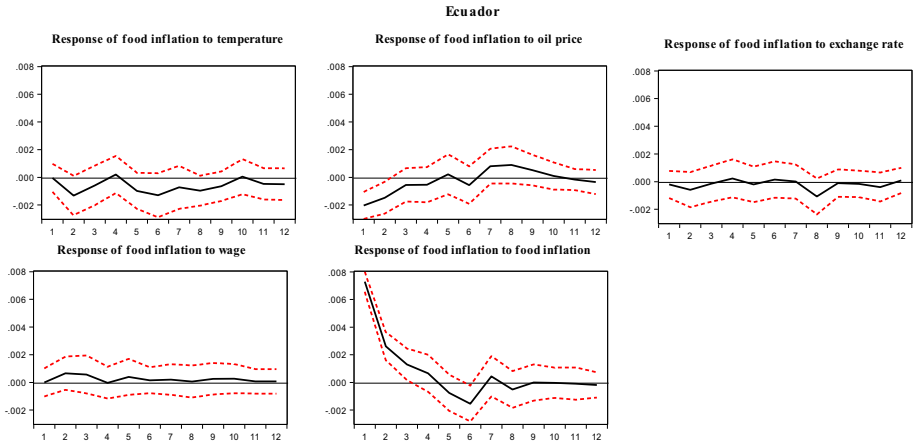 Ecuador
Response of food inflation to temperature
.008
.006
.004
.002
.000
-.002
1 2 3 4 5 6 7 8 9 10 11 12
Response of food inflation to oil price
.008
.006
.004
.002
.000
-.002
1 2 3 4 5 6 7 8 9 10 11 12
Response of food inflation to exchange rate
.008
.006
.004
.002
.000
-.002
1 2 3 4 5 6 7 8 9 10 11 12
Response of food inflation to wage
.008
.006
.004
.002
.000
-.002
1 2 3 4 5 6 7 8 9 10 11 12
Response of food inflation to food inflation
.008
.006
.004
.002
.000
-.002
1 2 3 4 5 6 7 8 9 10 11 12